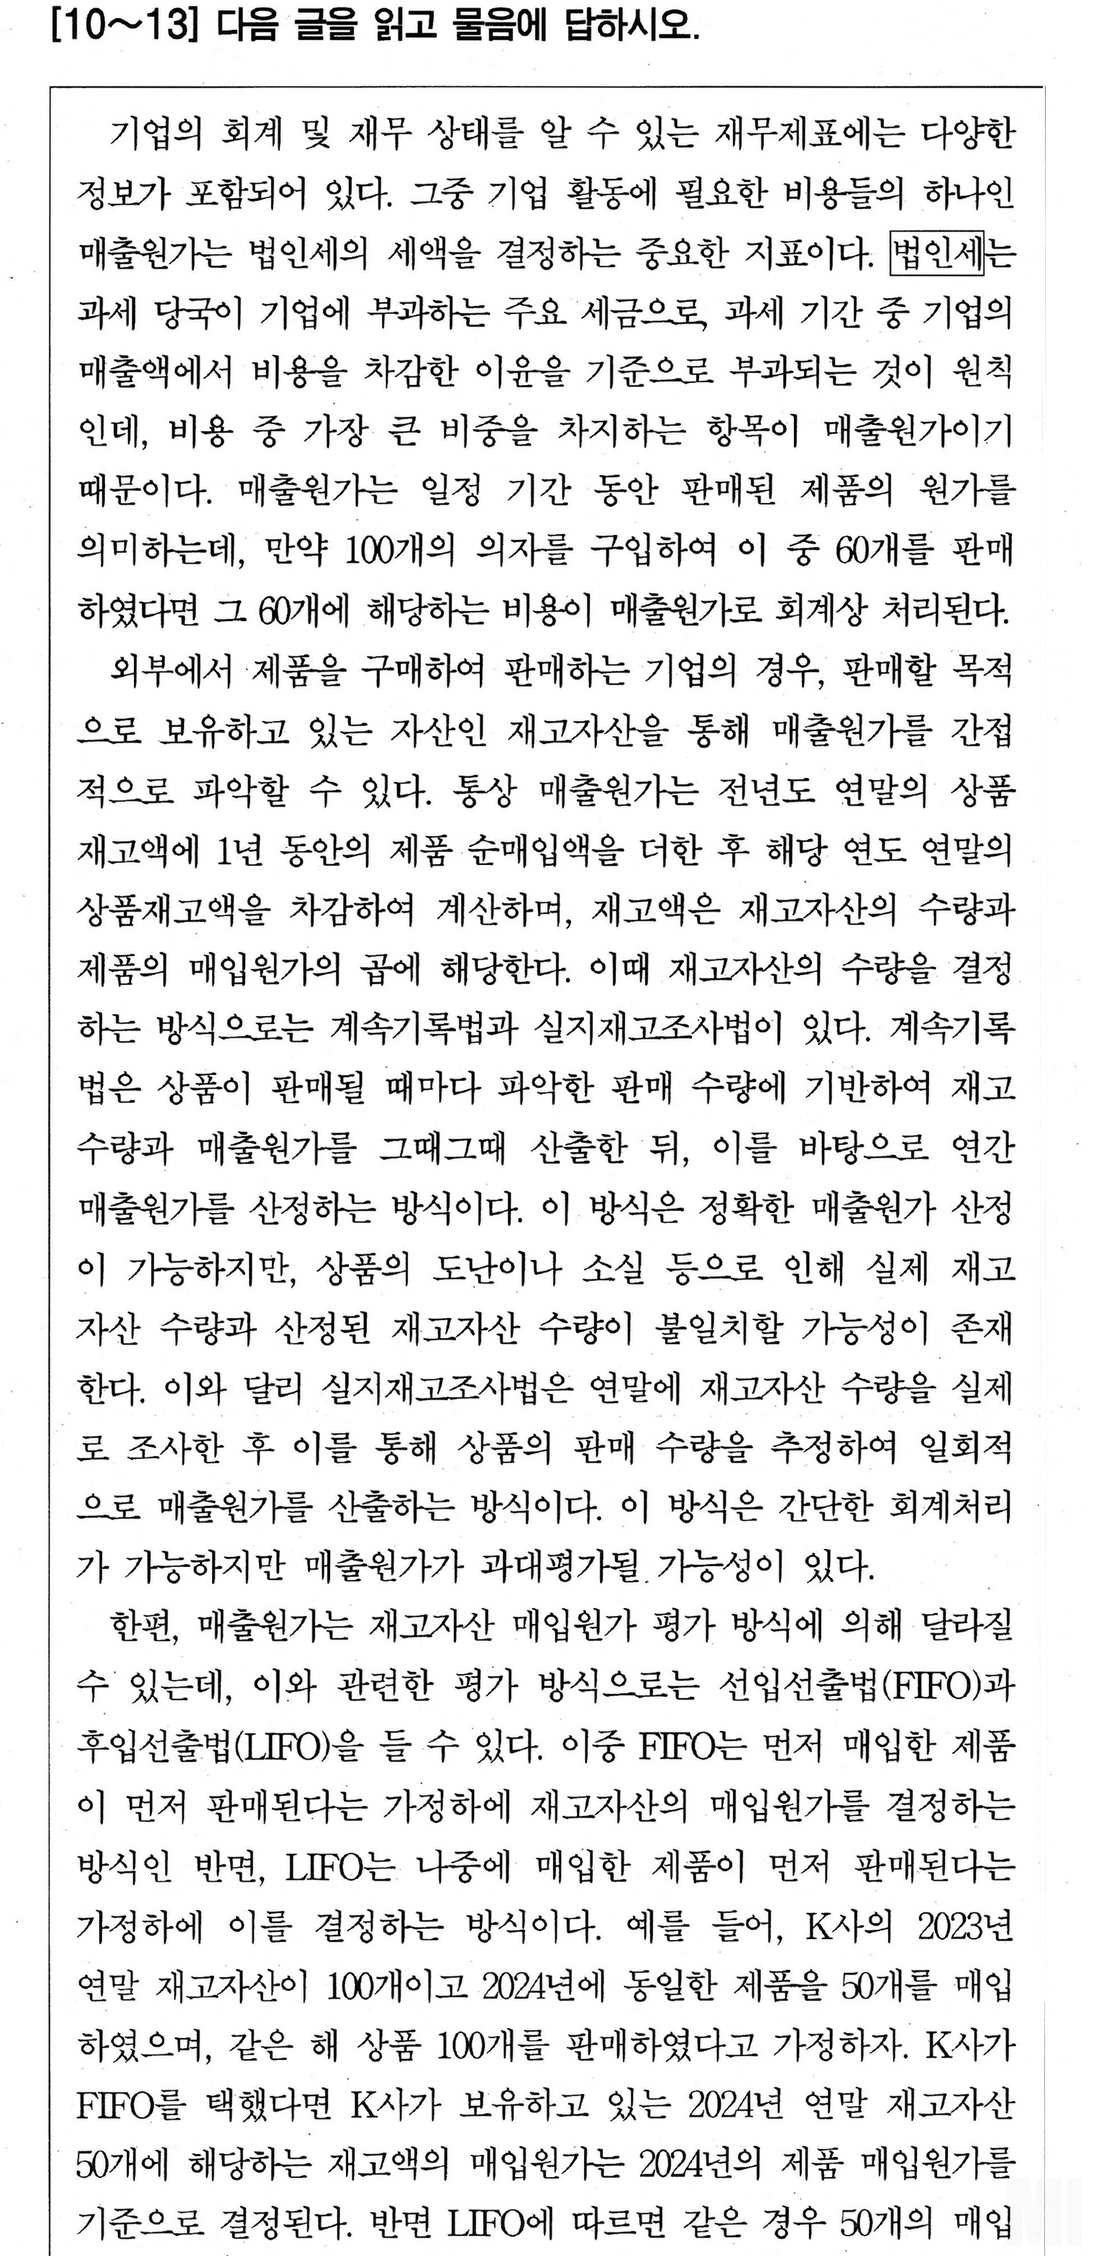 [10~13] 다음 글을 읽고 물음에 답하시오.
기업의 회계 및 재무 상태를 알 수 있는 재무제표에는 다양한
정보가 포함되어 있다. 그중 기업 활동에 필요한 비용들의 하나인
매출원가는 법인세의 세액을 결정하는 중요한 지표이다. 법인세는
과세 당국이 기업에 부과하는 주요 세금으로, 과세 기간 중 기업의
매출액에서 비용을 차감한 이윤을 기준으로 부과되는 것이 원칙
인데, 비용 중 가장 큰 비중을 차지하는 항목이 매출원가이기
때문이다. 매출원가는 일정 기간 동안 판매된 제품의 원가를
의미하는데, 만약 100개의 의자를 구입하여 이 중 60개를 판매
하였다면 그 60개에 해당하는 비용이 매출원가로 회계상 처리된다.
외부에서 제품을 구매하여 판매하는 기업의 경우, 판매할 목적
으로 보유하고 있는 자산인 재고자산을 통해 매출원가를 간접
적으로 파악할 수 있다. 통상 매출원가는 전년도 연말의 상품
재고액에 1년 동안의 제품 순매입액을 더한 후 해당 연도 연말의
상품재고액을 차감하여 계산하며, 재고액은 재고자산의 수량과
제품의 매입원가의 곱에 해당한다. 이때 재고자산의 수량을 결정
하는 방식으로는 계속기록법과 실지재고조사법이 있다. 계속기록
법은 상품이 판매될 때마다 파악한 판매 수량에 기반하여 재고
수량과 매출원가를 그때그때 산출한 뒤, 이를 바탕으로 연간
매출원가를 산정하는 방식이다. 이 방식은 정확한 매출원가 산정
이 가능하지만, 상품의 도난이나 소실 등으로 인해 실제 재고
자산 수량과 산정된 재고자산 수량이 불일치할 가능성이 존재
한다. 이와 달리 실지재고조사법은 연말에 재고자산 수량을 실제
로 조사한 후 이를 통해 상품의 판매 수량을 추정하여 일회적
으로 매출원가를 산출하는 방식이다. 이 방식은 간단한 회계처리
가 가능하지만 매출원가가 과대평가될 가능성이 있다.
한편, 매출원가는 재고자산 매입원가 평가 방식에 의해 달라질
수 있는데, 이와 관련한 평가 방식으로는 선입선출법(FIFO)과
후입선출법(LIFO)을 들 수 있다. 이중 FIFO는 먼저 매입한 제품
이 먼저 판매된다는 가정하에 재고자산의 매입원가를 결정하는
방식인 반면, LIFO는 나중에 매입한 제품이 먼저 판매된다는
가정하에 이를 결정하는 방식이다. 예를 들어, K사의 2023년
연말 재고자산이 100개이고 2024년에 동일한 제품을 50개를 매입
하였으며, 같은 해 상품 100개를 판매하였다고 가정하자. K사가
FIFO를 택했다면 K사가 보유하고 있는 2024년 연말 재고자산
50개에 해당하는 재고액의 매입원가는 2024년의 제품 매입원가를
기준으로 결정된다. 반면 LIFO에 따르면 같은 경우 50개의 매입